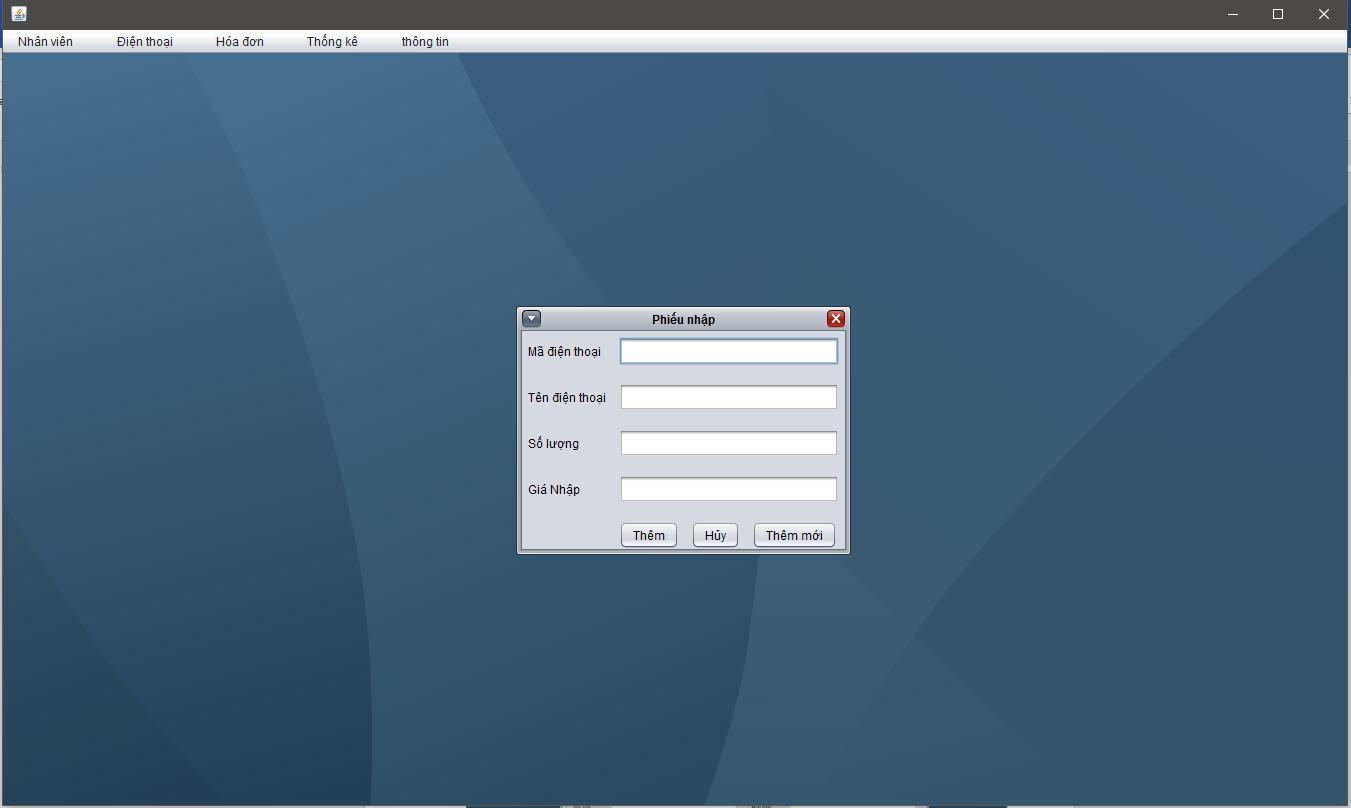 Nhân viên Điện thoại Hóa đơn Thống kê thông tin
Phiếu nhập
Mã điện thoại
Tên điện thoại
Số lượng
Giá Nhập
Thêm Hủy Thêm mới